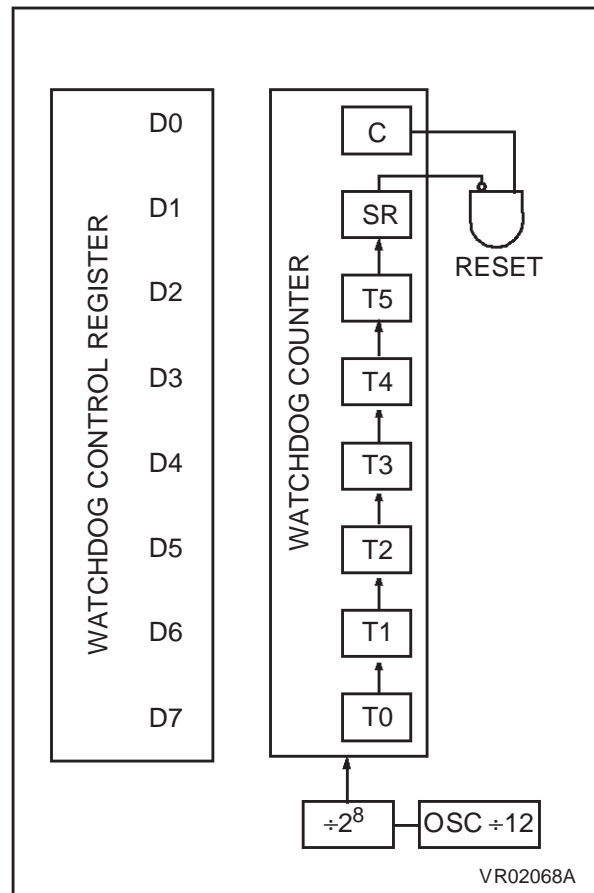 WATCHDOG CONTROL REGISTER
D0
D1
D2
D3
D4
D5
D6
D7
WATCHDOG COUNTER
C
SR
T5
T4
T3
T2
T1
T0
RESET
÷2⁸
OSC ÷12
VR02068A